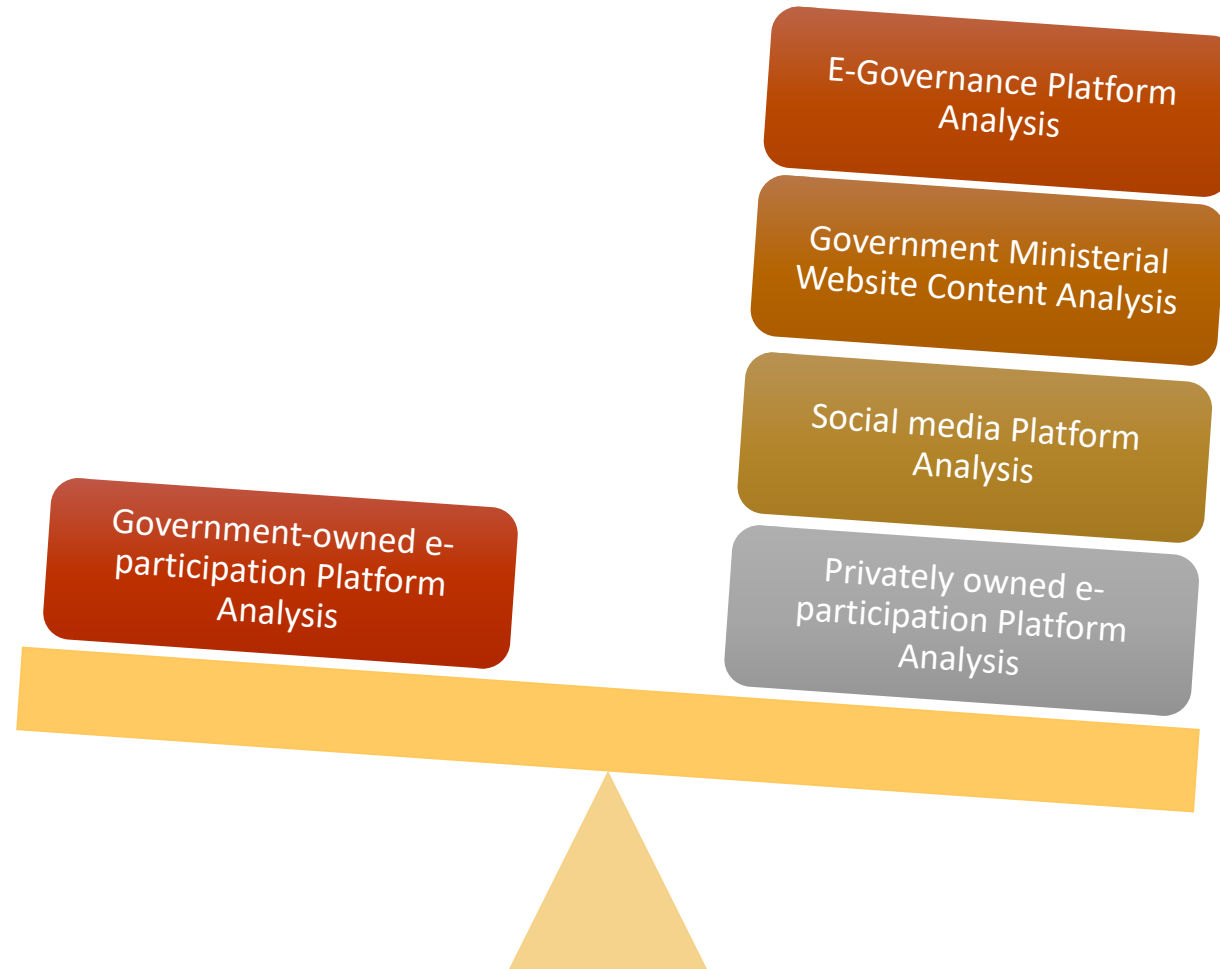 E-Governance Platform
Analysis
Government Ministerial
Website Content Analysis
Social media Platform
Analysis
Government-owned e-
participation Platform
Analysis
Privately owned e-
participation Platform
Analysis